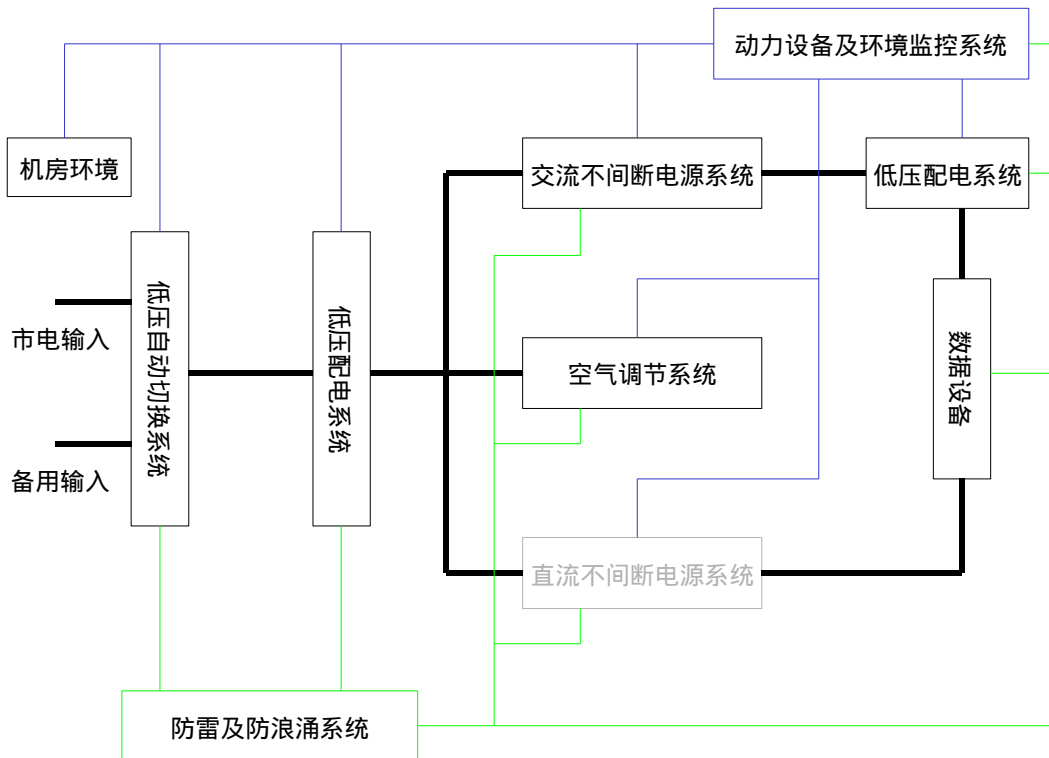 动力设备及环境监控系统
机房环境
交流不间断电源系统
低压配电系统
低压自动切换系统
低压配电系统
市电输入
空气调节系统
数据设备
备用输入
直流不间断电源系统
防雷及防浪涌系统